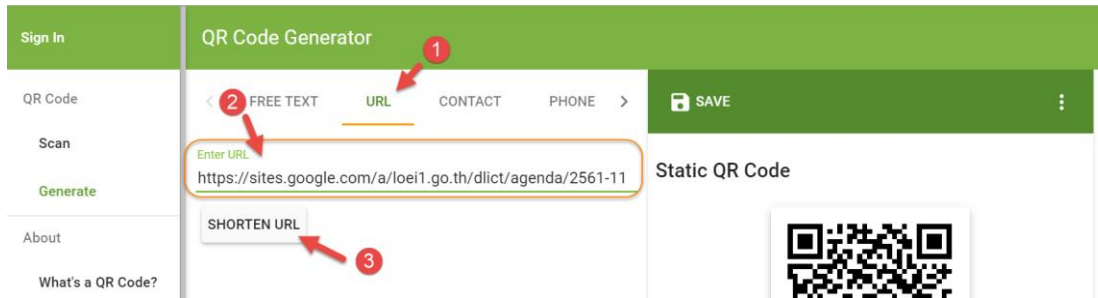 Sign In
QR Code Generator
1
QR Code
< 2 FREE TEXT URL CONTACT PHONE >
SAVE
Scan
Enter URL
https://sites.google.com/a/loei1.go.th/dlict/agenda/2561-11
Static QR Code
Generate
SHORTEN URL
About
3
What's a QR Code?